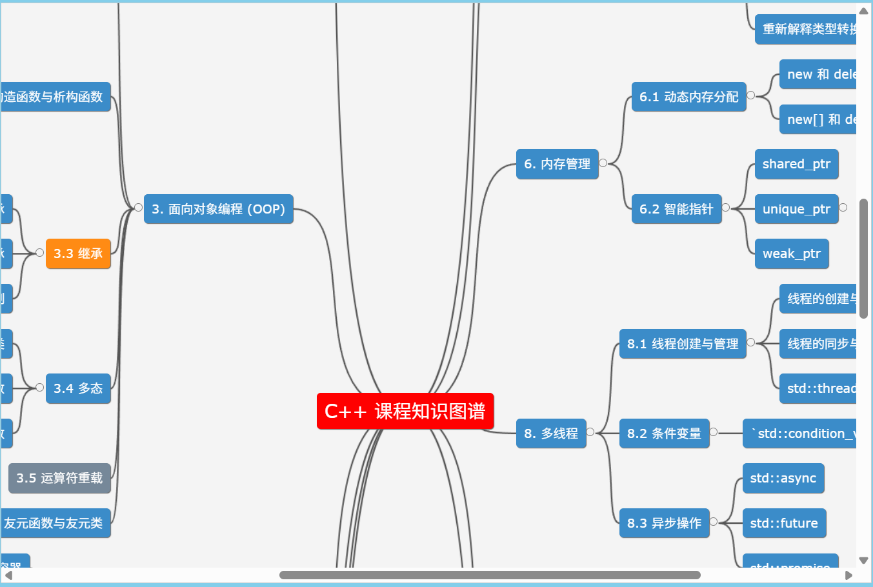 造函数与析构函数
3. 面向对象编程 (OOP)
3.3 继承
3.4 多态
3.5 运算符重载
友元函数与友元类
C++ 课程知识图谱
重新解释类型转换
6. 内存管理
6.1 动态内存分配
new 和 dele
new[] 和 de
6.2 智能指针
shared_ptr
unique_ptr
weak_ptr
8. 多线程
8.1 线程创建与管理
线程的创建与
线程的同步与
std::thread
8.2 条件变量
`std::condition_v
8.3 异步操作
std::async
std::future
std::promise